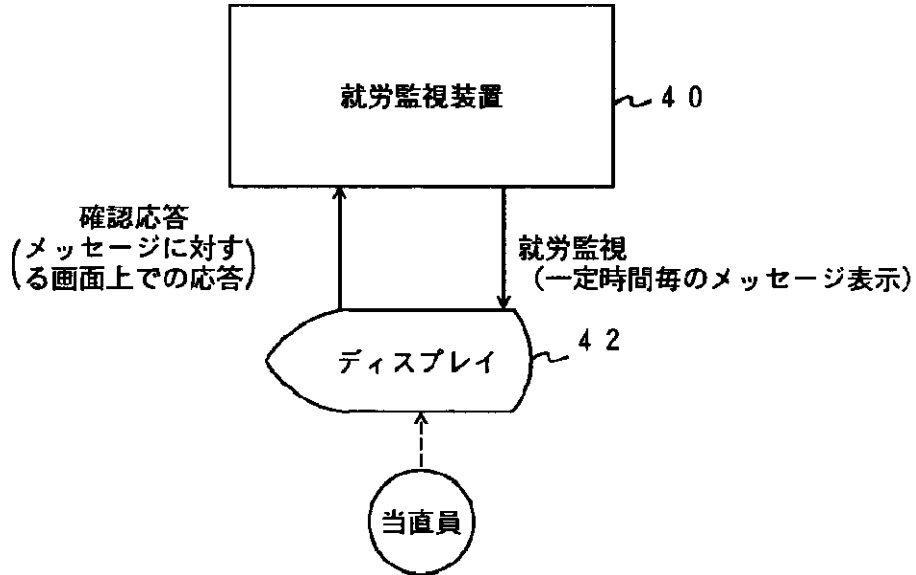 就労監視装置
40
確認応答
(メッセージに対す
る画面上での応答)
就労監視
(一定時間毎のメッセージ表示)
ディスプレイ
42
当直員